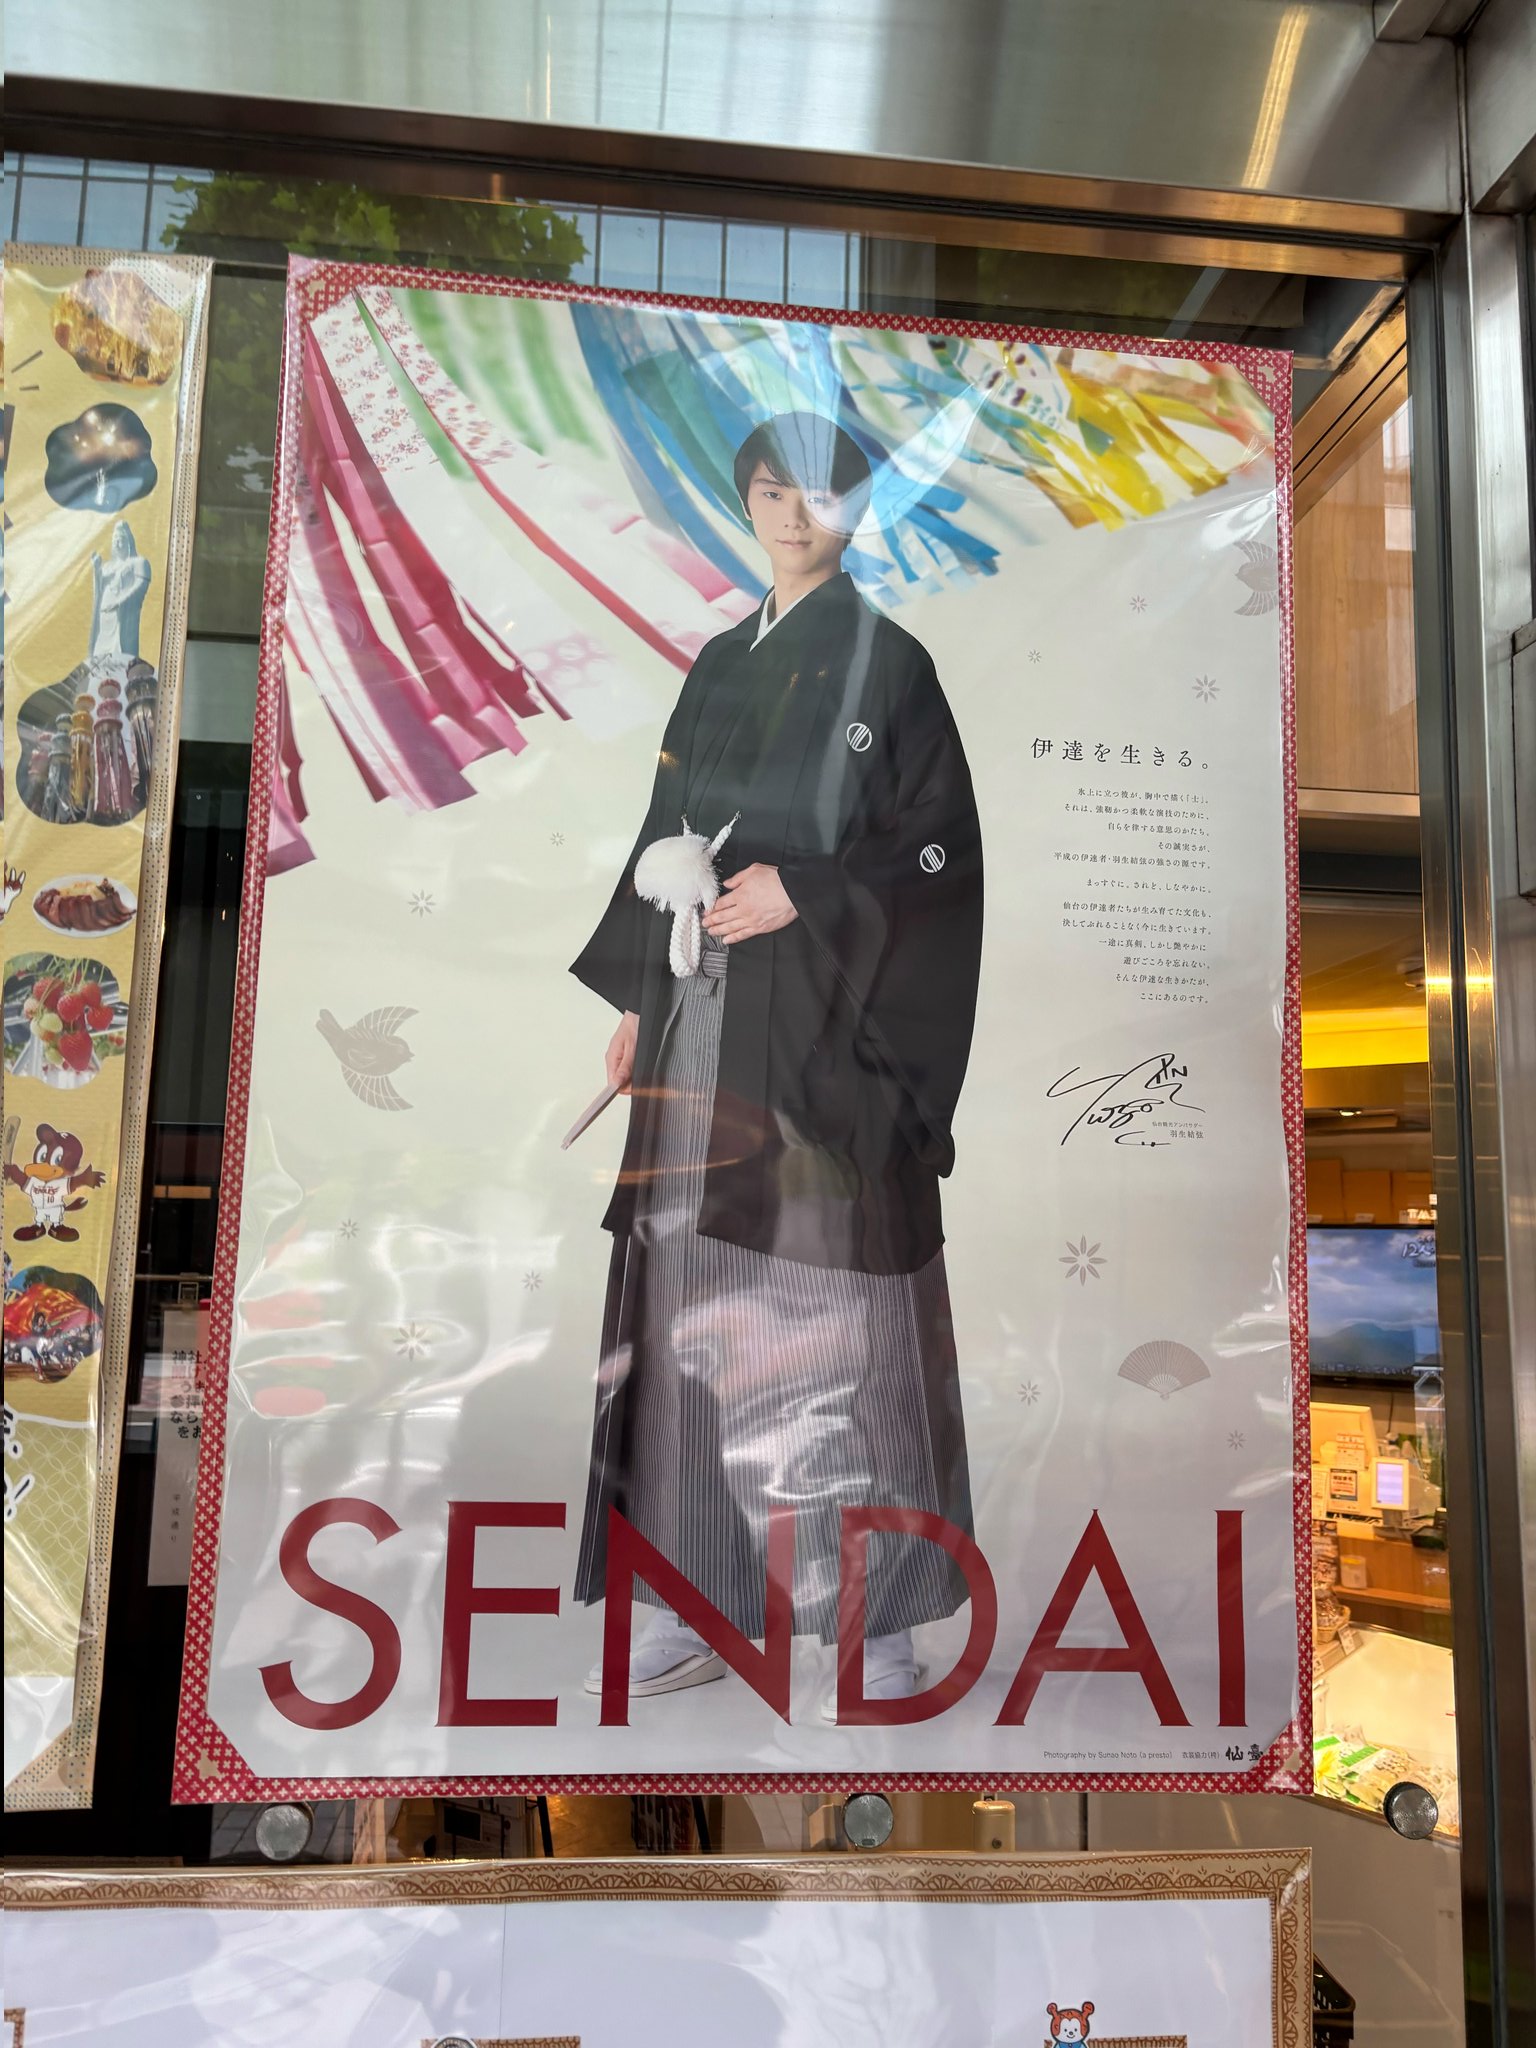 伊達を生きる。
氷上に立つ彼が、胸中で描く「士」。
それは、強靭かつ柔軟な演技のために、
自らを律する意思のかたち。
その誠実さが、
平成の伊達者・羽生結弦の強さの源です。
まっすぐに。されど、しなやかに。
仙台の伊達者たちが生み育てた文化も、
決してぶれることなく今に生きています。
一途に真剣、しかし艶やかに
遊びごころを忘れない。
そんな伊達な生きかたが、
ここにあるのです。
仙台観光アンバサダー
羽生結弦
SENDAI
Photography by Sunao Noto (a presto) 衣装協力(袴) 仙臺
平成通り
EAGLES
10